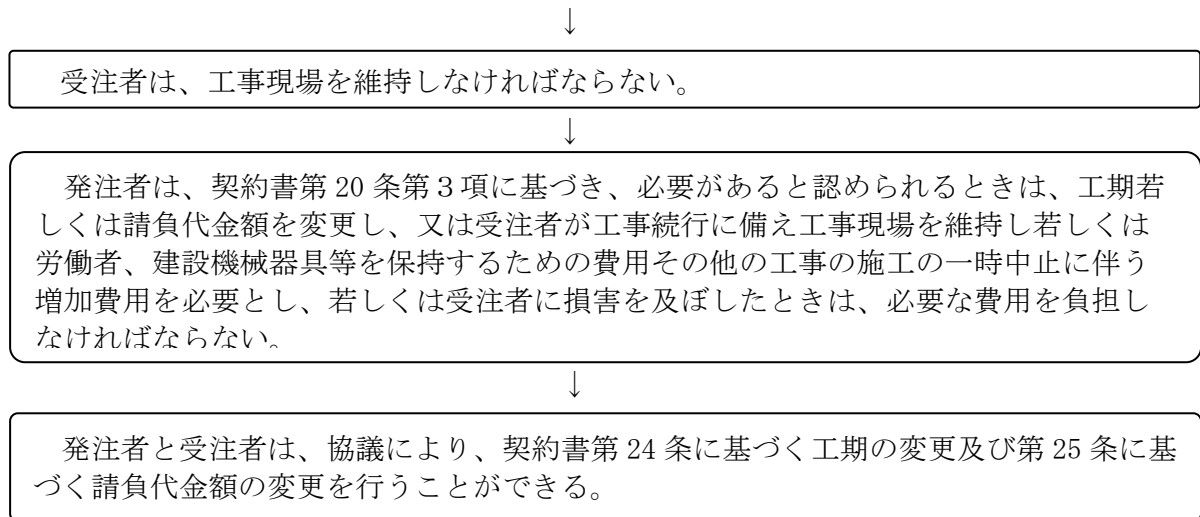 ↓
受注者は、工事現場を維持しなければならない。
↓
発注者は、契約書第 20 条第３項に基づき、必要があると認められるときは、工期若
しくは請負代金額を変更し、又は受注者が工事続行に備え工事現場を維持し若しくは
労働者、建設機械器具等を保持するための費用その他の工事の施工の一時中止に伴う
増加費用を必要とし、若しくは受注者に損害を及ぼしたときは、必要な費用を負担し
なければならない。
↓
発注者と受注者は、協議により、契約書第 24 条に基づく工期の変更及び第 25 条に基
づく請負代金額の変更を行うことができる。